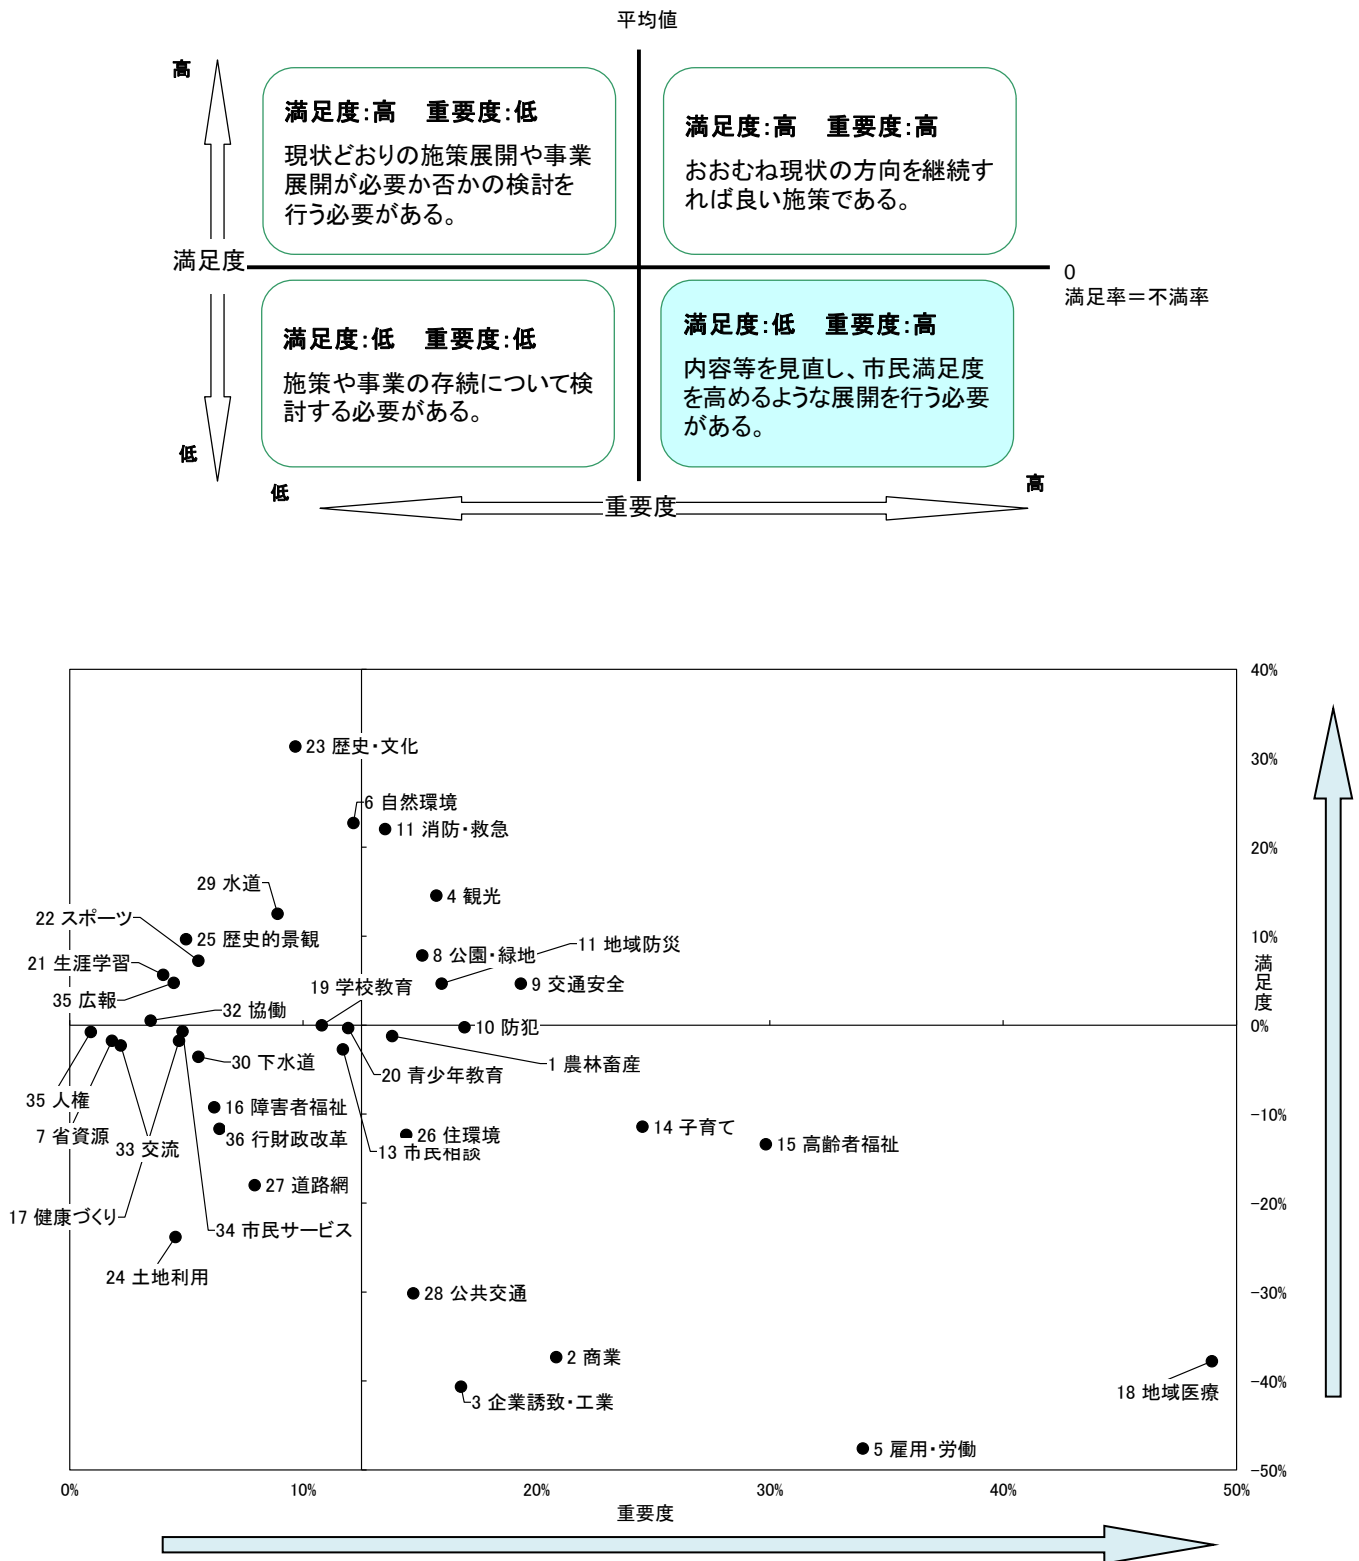 平均値
高
満足度:高 重要度:低
現状どおりの施策展開や事業
展開が必要か否かの検討を
行う必要がある。
満足度:高 重要度:高
おおむね現状の方向を継続す
れば良い施策である。
満足度
0
満足率＝不満率
満足度:低 重要度:低
施策や事業の存続について検
討する必要がある。
満足度:低 重要度:高
内容等を見直し、市民満足度
を高めるような展開を行う必要
がある。
低
低
重要度
高
40%
30%
20%
10%
満足度
0%
-10%
-20%
-30%
-40%
-50%
23 歴史・文化
6 自然環境
11 消防・救急
29 水道
4 観光
22 スポーツ
25 歴史的景観
8 公園・緑地
11 地域防災
21 生涯学習
19 学校教育
9 交通安全
35 広報
32 協働
10 防犯
30 下水道
20 青少年教育
1 農林畜産
35 人権
16 障害者福祉
7 省資源
33 交流
36 行財政改革
26 住環境
13 市民相談
14 子育て
15 高齢者福祉
27 道路網
17 健康づくり
34 市民サービス
24 土地利用
28 公共交通
2 商業
3 企業誘致・工業
18 地域医療
5 雇用・労働
0%
10%
20%
30%
40%
50%
重要度